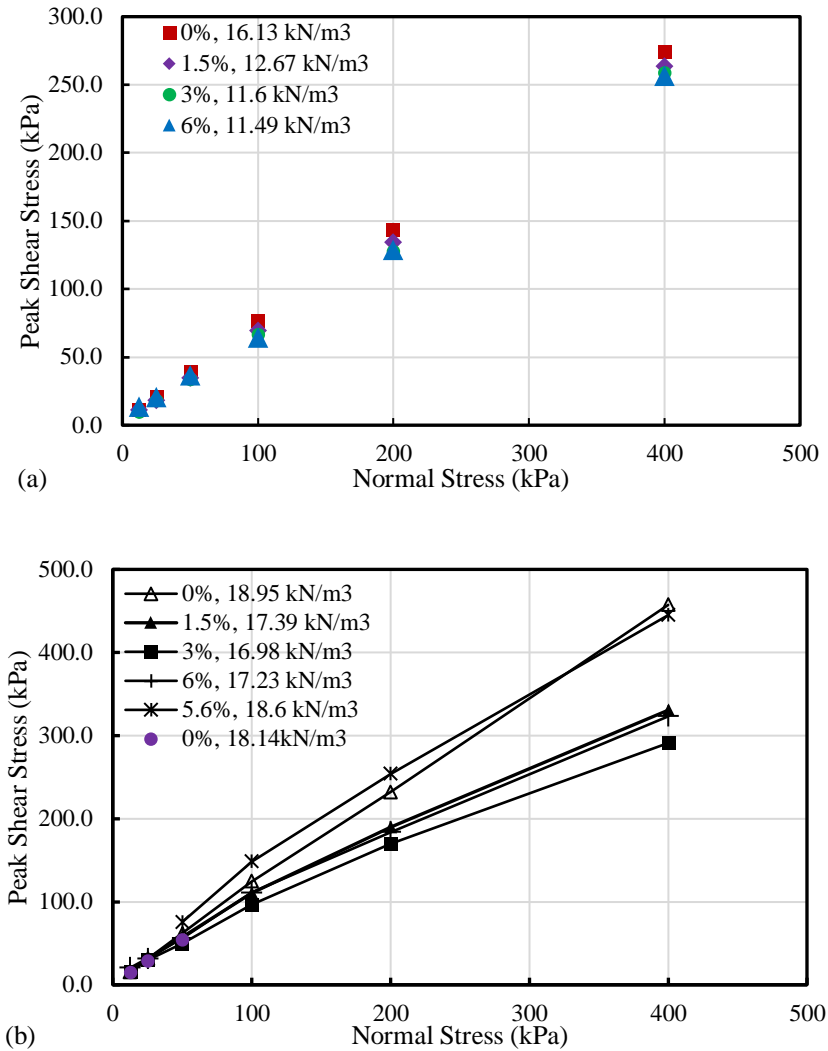 300.0
250.0
200.0
150.0
100.0
50.0
0.0
Peak Shear Stress (kPa)
0%, 16.13 kN/m3
1.5%, 12.67 kN/m3
3%, 11.6 kN/m3
6%, 11.49 kN/m3
0 100 200 300 400 500
Normal Stress (kPa)
(a)
500.0
400.0
300.0
200.0
100.0
0.0
Peak Shear Stress (kPa)
0%, 18.95 kN/m3
1.5%, 17.39 kN/m3
3%, 16.98 kN/m3
6%, 17.23 kN/m3
5.6%, 18.6 kN/m3
0%, 18.14kN/m3
0 100 200 300 400 500
Normal Stress (kPa)
(b)